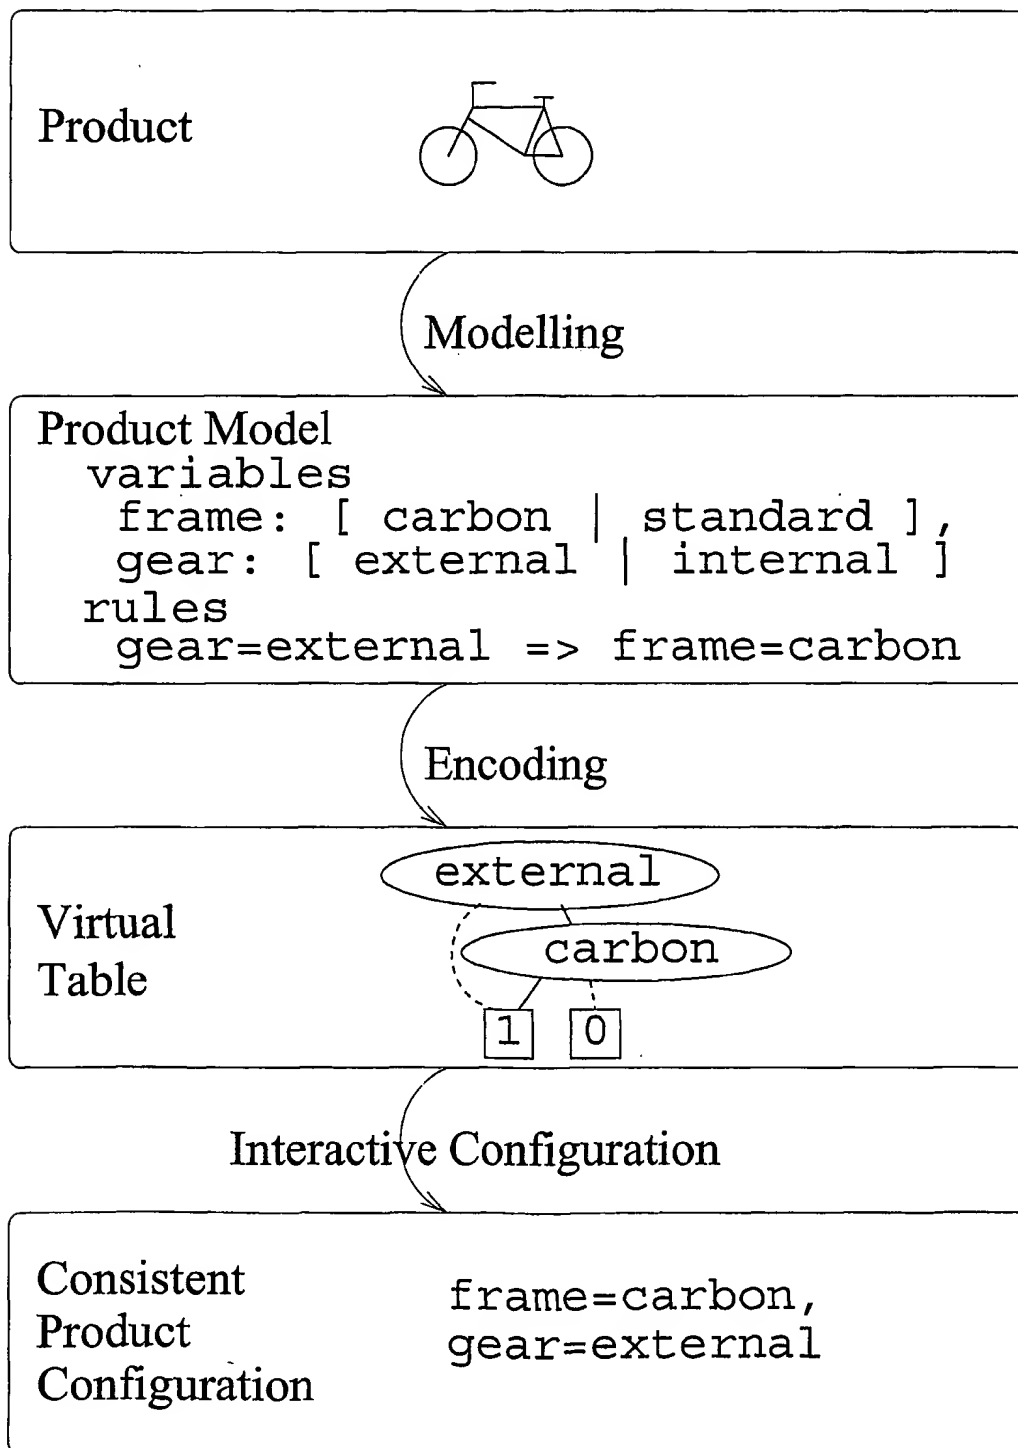 Product
Modelling
Product Model
variables
frame: [ carbon | standard ],
gear: [ external | internal ]
rules
gear=external => frame=carbon
Encoding
external
Virtual
carbon
Table
1 0
Interactive Configuration
Consistent
frame=carbon,
Product
gear=external
Configuration